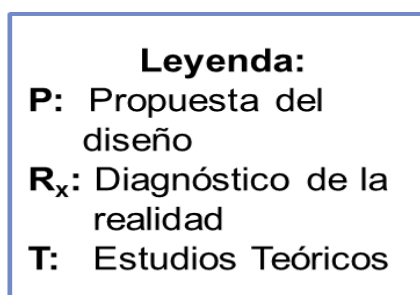 Leyenda:
P: Propuesta del
diseño
Rₓ: Diagnóstico de la
realidad
T: Estudios Teóricos